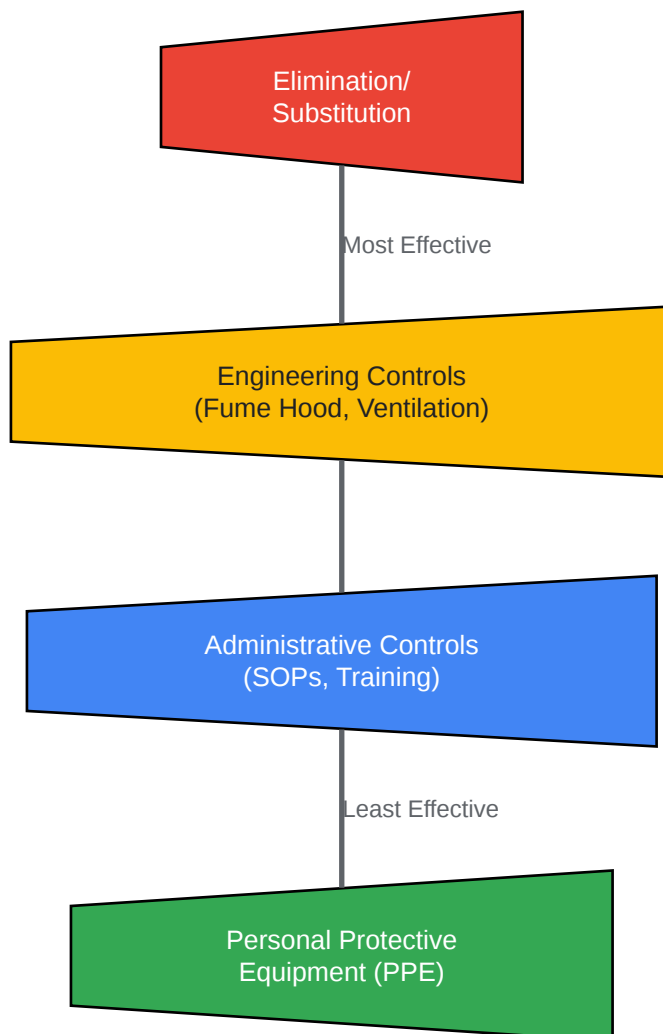 Elimination/
Substitution
Most Effective
Engineering Controls
(Fume Hood, Ventilation)
Administrative Controls
(SOPs, Training)
Least Effective
Personal Protective
Equipment (PPE)